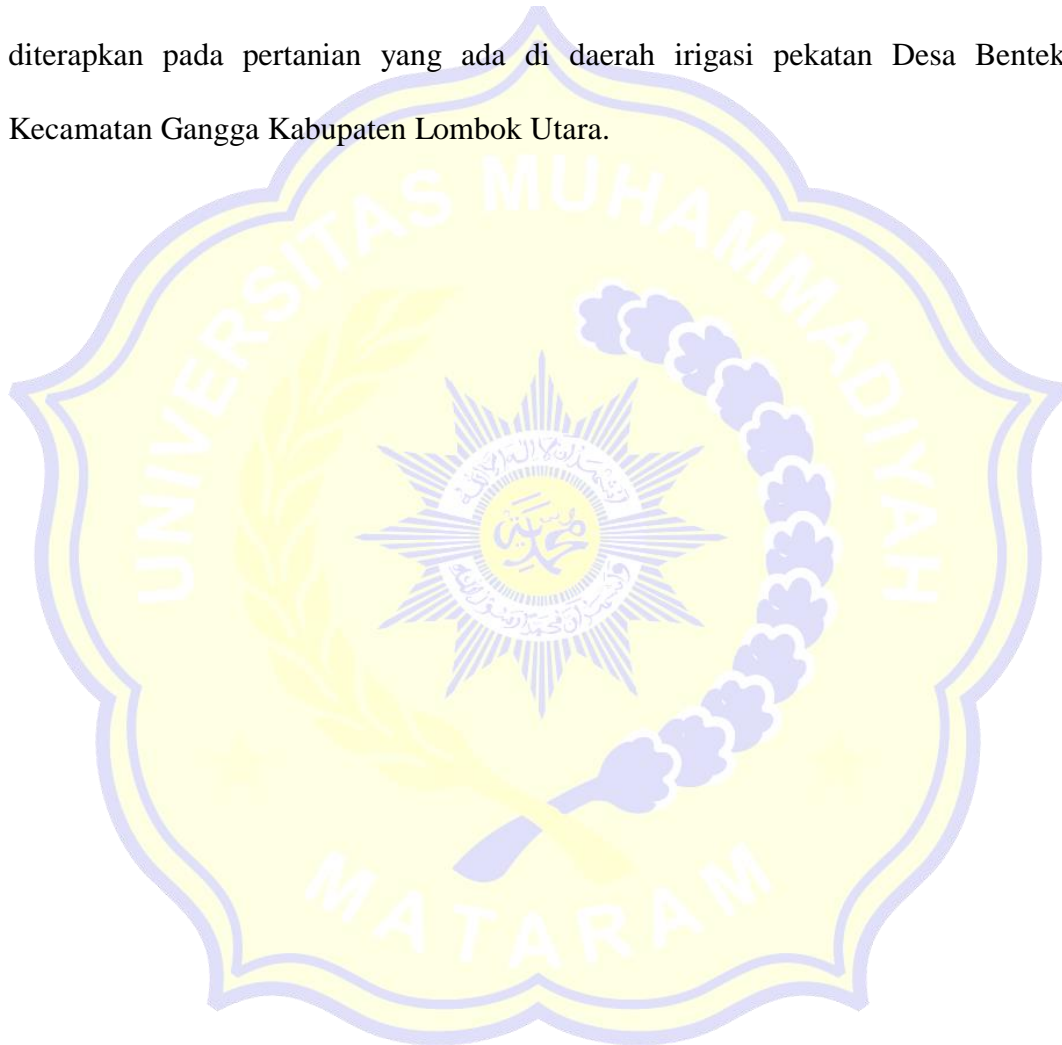 diterapkan pada pertanian yang ada di daerah irigasi pekatan Desa Bentek
Kecamatan Gangga Kabupaten Lombok Utara.
UNIVERSITAS MUHAMMADIYAH
MATARAM